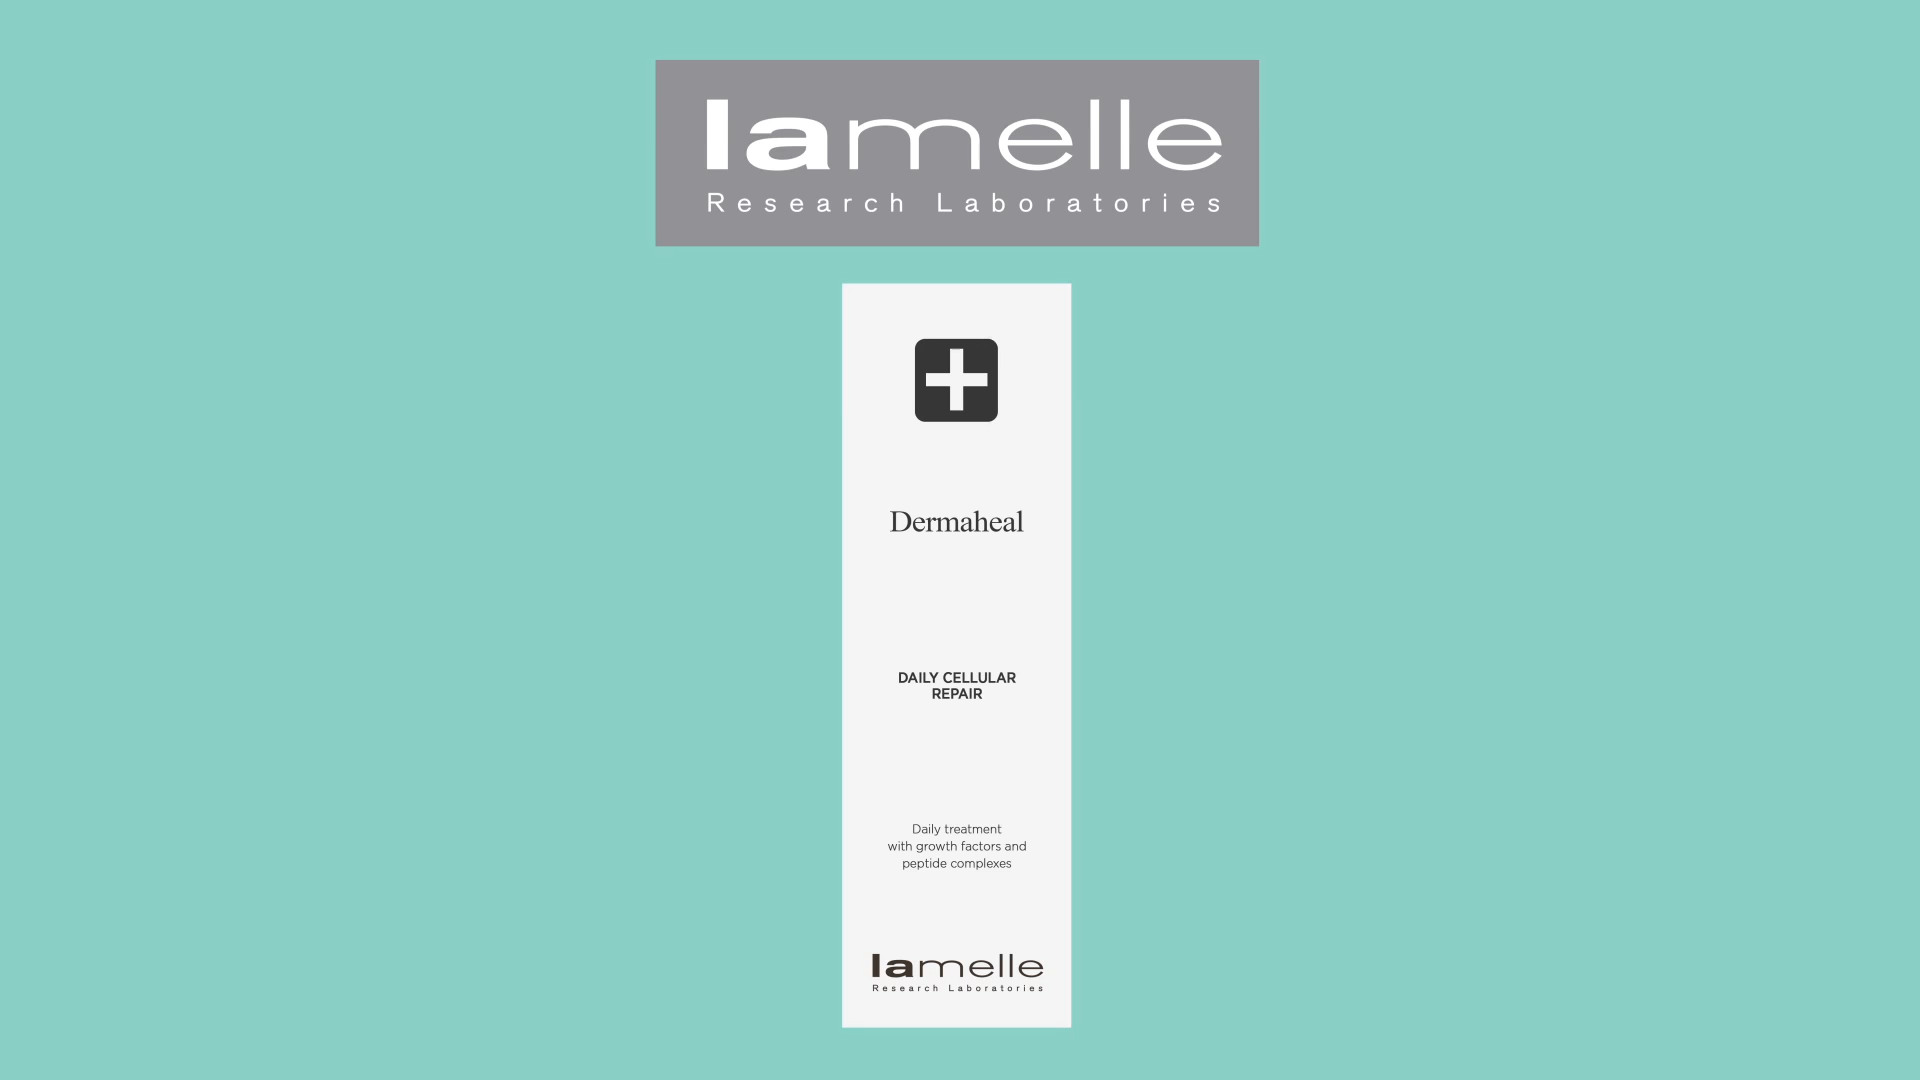 lamelle
Research Laboratories
Dermaheal
DAILY CELLULAR
REPAIR
Daily treatment
with growth factors and
peptide complexes
lamelle
Research Laboratories